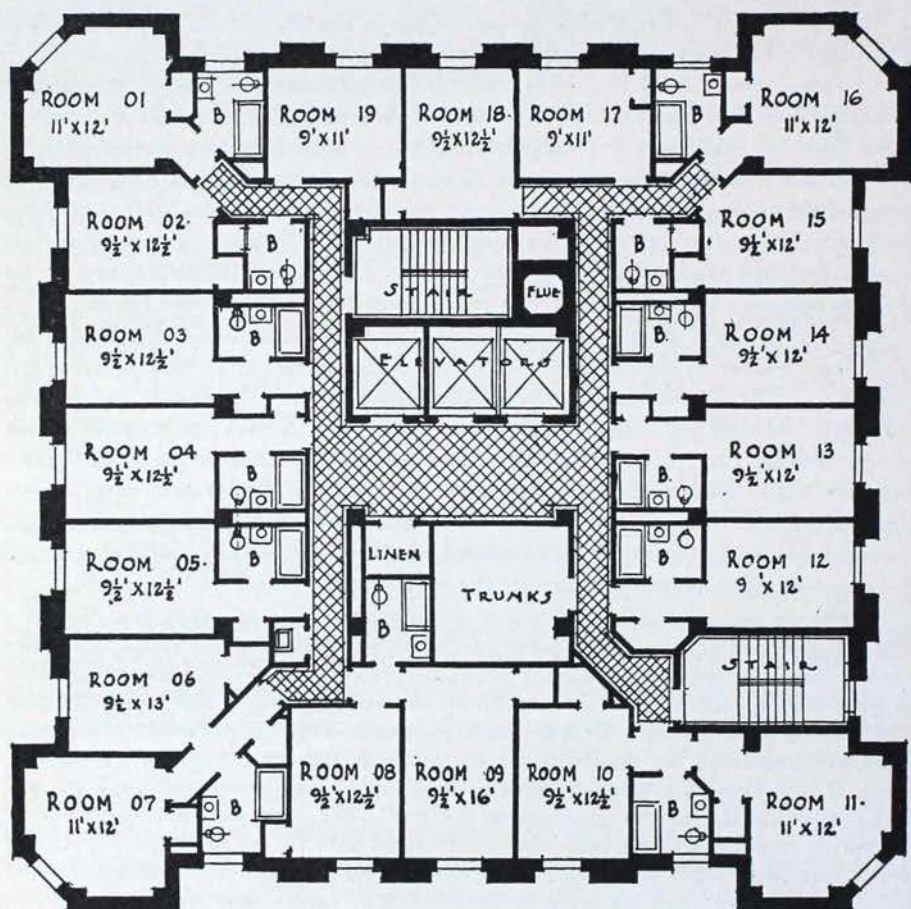 ROOM 01
11'X12'
B
ROOM 19
9'X11'
ROOM 18
9½'X12½'
ROOM 17
9'X11'
B
ROOM 16
11'X12'
ROOM 02
9½'X12½'
B
STAIR
FLUE
B
ROOM 15
9½'X12'
ROOM 03
9½'X12½'
B
ELEVATORS
B
ROOM 14
9½'X12'
ROOM 04
9½'X12½'
B
B
ROOM 13
9½'X12'
ROOM 05
9½'X12½'
B
LINEN
TRUNKS
B
B
ROOM 12
9'X12'
STAIR
ROOM 06
9½'X13'
ROOM 07
11'X12'
B
ROOM 08
9½'X12½'
ROOM 09
9½'X16'
ROOM 10
9½'X12½'
B
ROOM 11
11'X12'